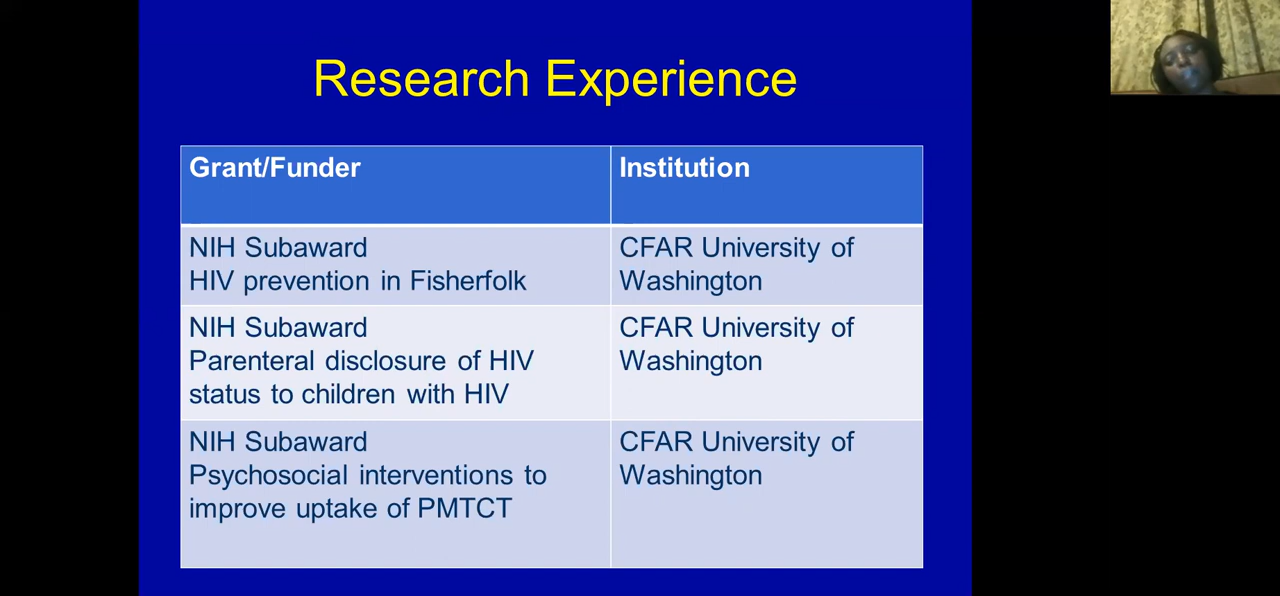 Research Experience
Grant/Funder
Institution
NIH Subaward
HIV prevention in Fisherfolk
CFAR University of
Washington
NIH Subaward
Parenteral disclosure of HIV
status to children with HIV
CFAR University of
Washington
NIH Subaward
Psychosocial interventions to
improve uptake of PMTCT
CFAR University of
Washington